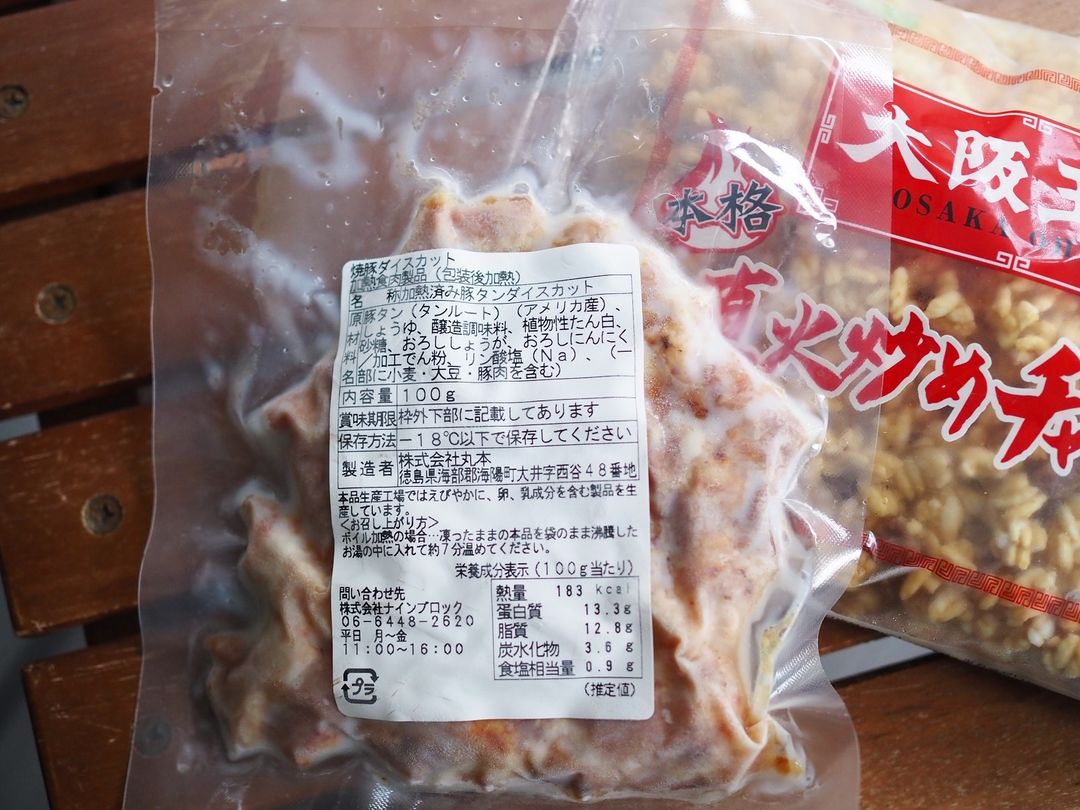 焼豚ダイスカット
加熱食肉製品（包装後加熱）
名称 加熱済み豚タンダイスカット
原材料名 豚タン（タンルート）（アメリカ産）、
しょうゆ、醸造調味料、植物性たん白、
砂糖、おろししょうが、おろしにんにく
／加工でん粉、リン酸塩（Ｎａ）、（一
部に小麦・大豆・豚肉を含む）
内容量 １００ｇ
賞味期限 枠外下部に記載してあります
保存方法 －１８℃以下で保存してください
製造者 株式会社丸本
徳島県海部郡海陽町大井字西谷４８番地
本品生産工場ではえびやかに、卵、乳成分を含む製品を生
産しています。
＜お召し上がり方＞
ボイル加熱の場合…凍ったままの本品を袋のまま沸騰した
お湯の中に入れて約７分温めてください。
栄養成分表示（１００ｇ当たり）
熱量 183 kcal
蛋白質 13.3g
脂質 12.8g
炭水化物 3.6g
食塩相当量 0.9g
（推定値）
問い合わせ先
株式会社ナインブロック
０６－６４４８－２６２０
平日 月～金
１１：００～１６：００
プラ
大阪王
OSAKA OH
本格
直火炒めチャ